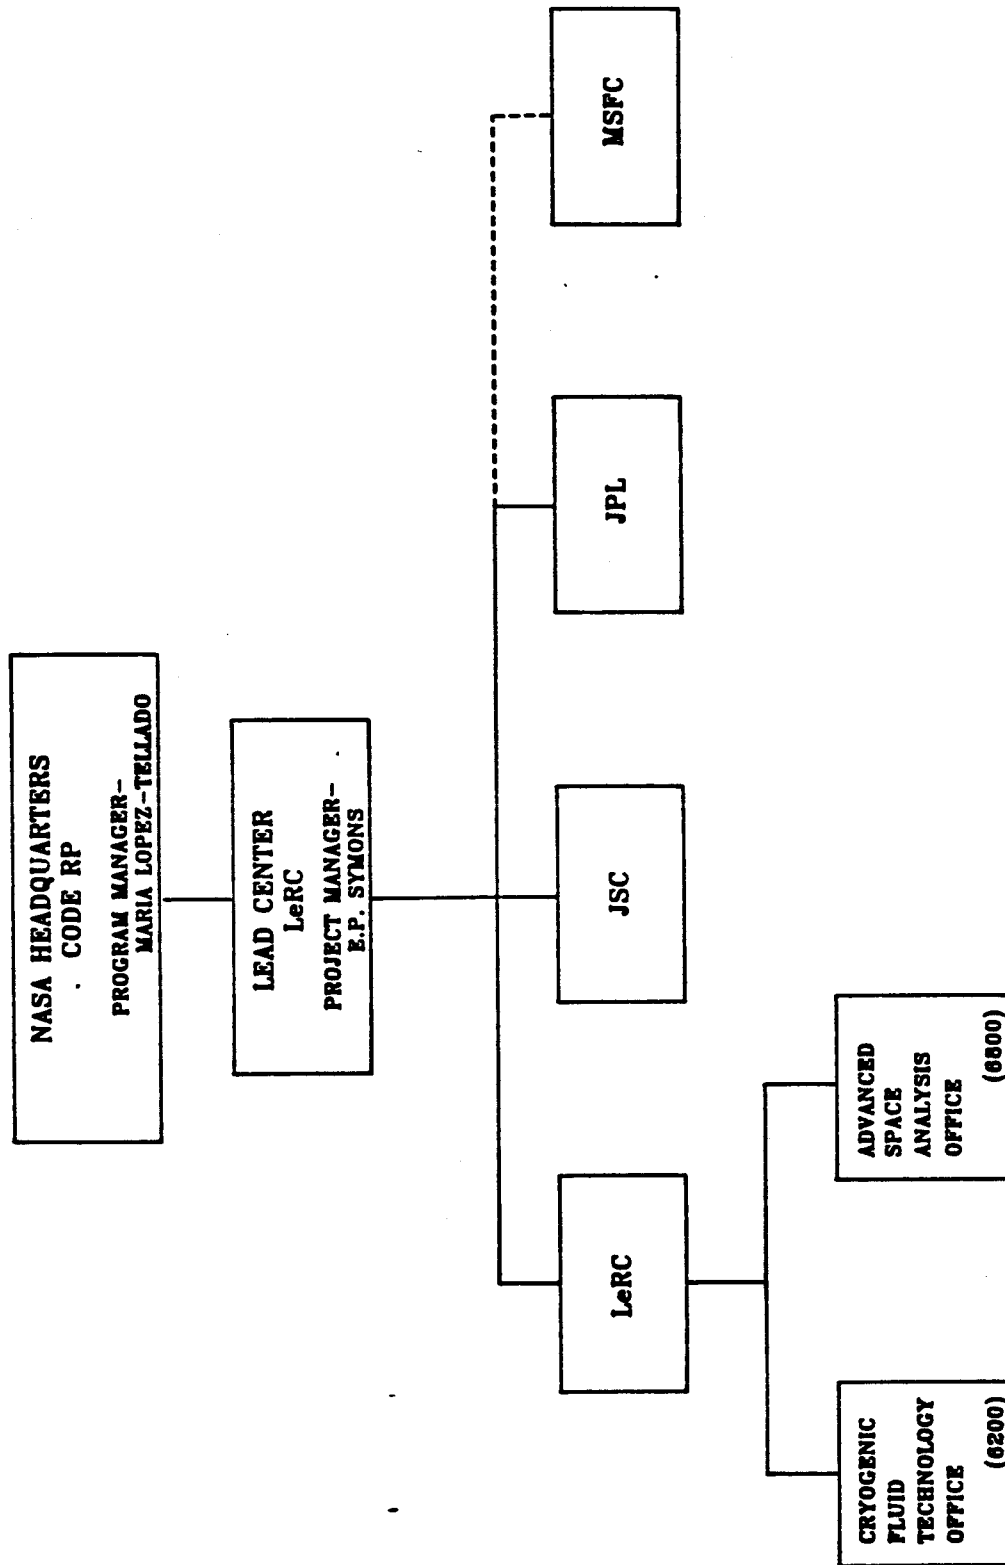 NASA HEADQUARTERS
. CODE RP
PROGRAM MANAGER-
MARIA LOPEZ-TELLADO
LEAD CENTER
LeRC
PROJECT MANAGER-
E.P. SYMONS
LeRC
JSC
JPL
MSFC
CRYOGENIC
FLUID
TECHNOLOGY
OFFICE
(6200)
ADVANCED
SPACE
ANALYSIS
OFFICE
(6800)